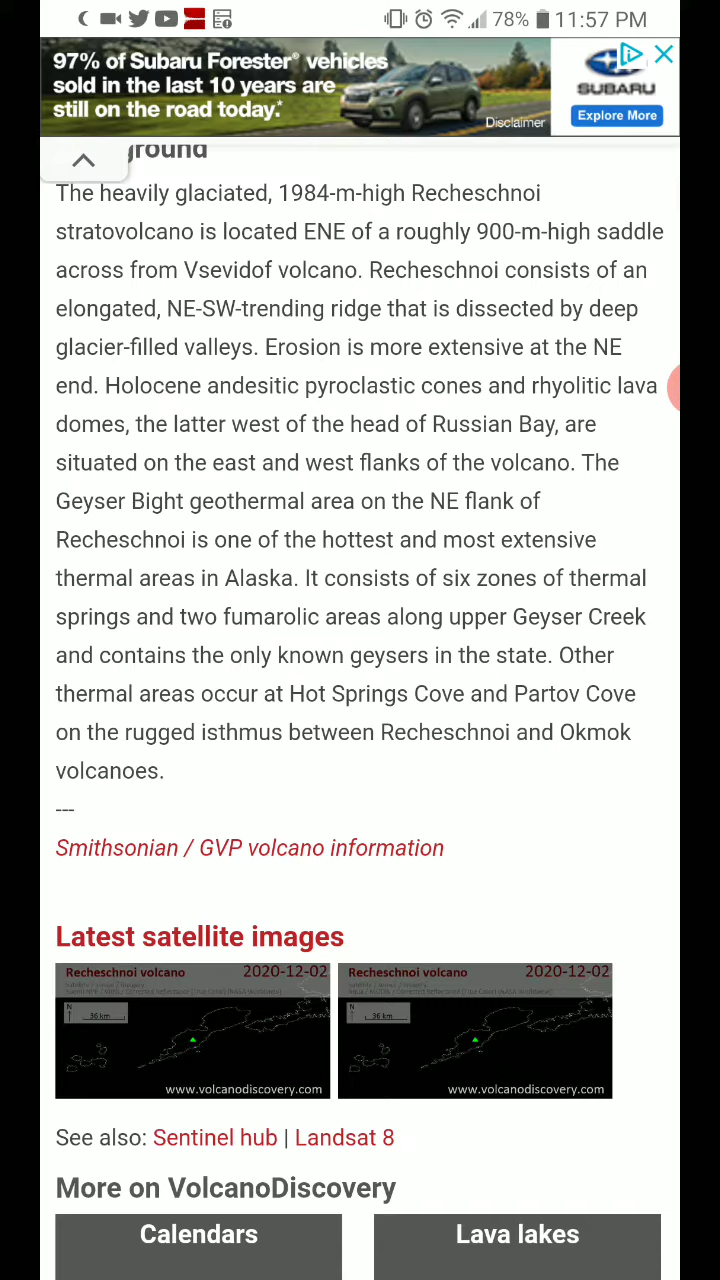 78% 11:57 PM
97% of Subaru Forester® vehicles
sold in the last 10 years are
still on the road today.*
Disclaimer
SUBARU
Explore More
ground
The heavily glaciated, 1984-m-high Recheschnoi
stratovolcano is located ENE of a roughly 900-m-high saddle
across from Vsevidof volcano. Recheschnoi consists of an
elongated, NE-SW-trending ridge that is dissected by deep
glacier-filled valleys. Erosion is more extensive at the NE
end. Holocene andesitic pyroclastic cones and rhyolitic lava
domes, the latter west of the head of Russian Bay, are
situated on the east and west flanks of the volcano. The
Geyser Bight geothermal area on the NE flank of
Recheschnoi is one of the hottest and most extensive
thermal areas in Alaska. It consists of six zones of thermal
springs and two fumarolic areas along upper Geyser Creek
and contains the only known geysers in the state. Other
thermal areas occur at Hot Springs Cove and Partov Cove
on the rugged isthmus between Recheschnoi and Okmok
volcanoes.
---
Smithsonian / GVP volcano information
Latest satellite images
Recheschnoi volcano 2020-12-02
N
36 km
www.volcanodiscovery.com
Recheschnoi volcano 2020-12-02
N
36 km
www.volcanodiscovery.com
See also: Sentinel hub | Landsat 8
More on VolcanoDiscovery
Calendars
Lava lakes